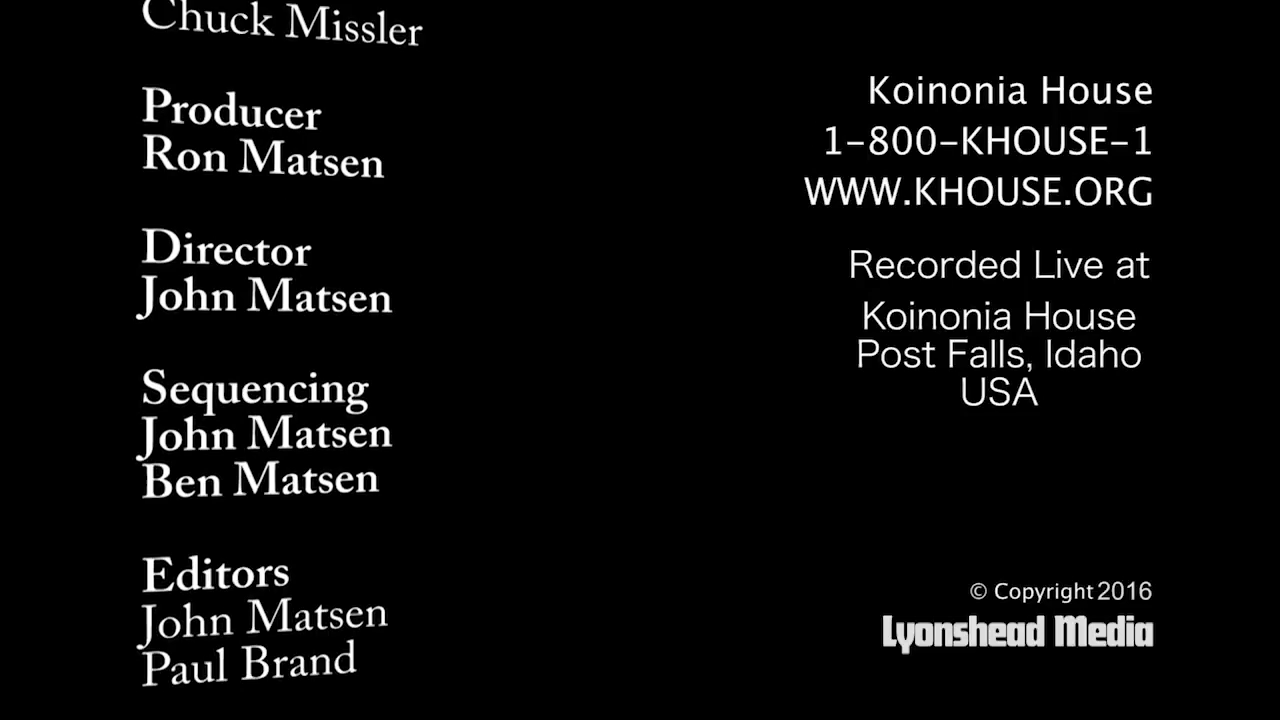 Chuck Missler
Producer
Ron Matsen
Director
John Matsen
Sequencing
John Matsen
Ben Matsen
Editors
John Matsen
Paul Brand
Koinonia House
1-800-KHOUSE-1
WWW.KHOUSE.ORG
Recorded Live at
Koinonia House
Post Falls, Idaho
USA
© Copyright 2016
Lyonshead Media